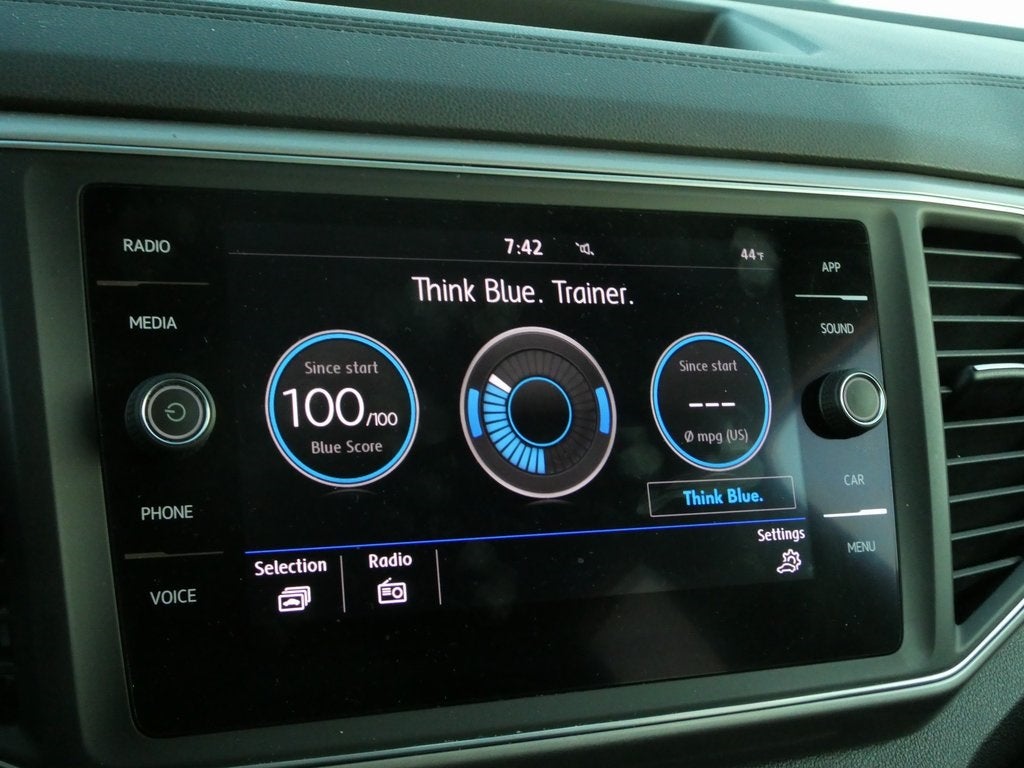 RADIO
MEDIA
PHONE
VOICE
7:42
44°F
Think Blue. Trainer.
Since start
100/100
Blue Score
Since start
---
Ø mpg (US)
Think Blue.
Selection
Radio
Settings
APP
SOUND
CAR
MENU